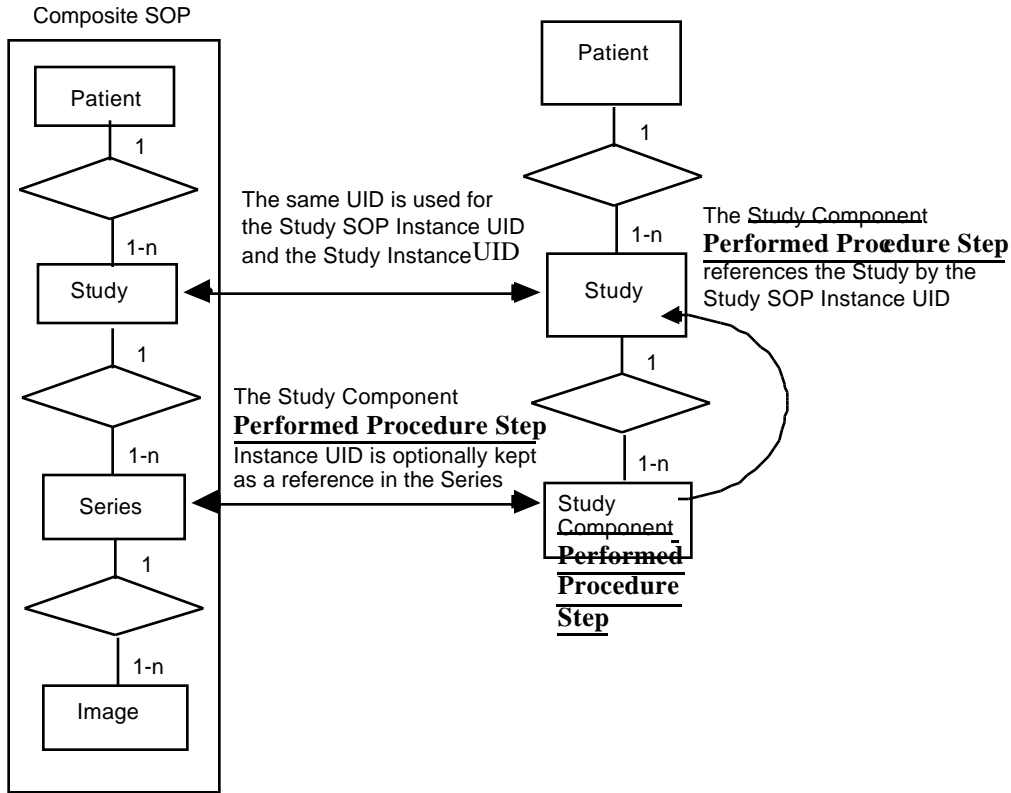 Composite SOP
Patient
1
1-n
Study
1
1-n
Series
1
1-n
Image
The same UID is used for
the Study SOP Instance UID
and the Study Instance UID
The Study Component
Performed Procedure Step
Instance UID is optionally kept
as a reference in the Series
Patient
1
1-n
Study
1
1-n
Study
Component
Performed
Procedure
Step
The Study Component
Performed Procedure Step
references the Study by the
Study SOP Instance UID